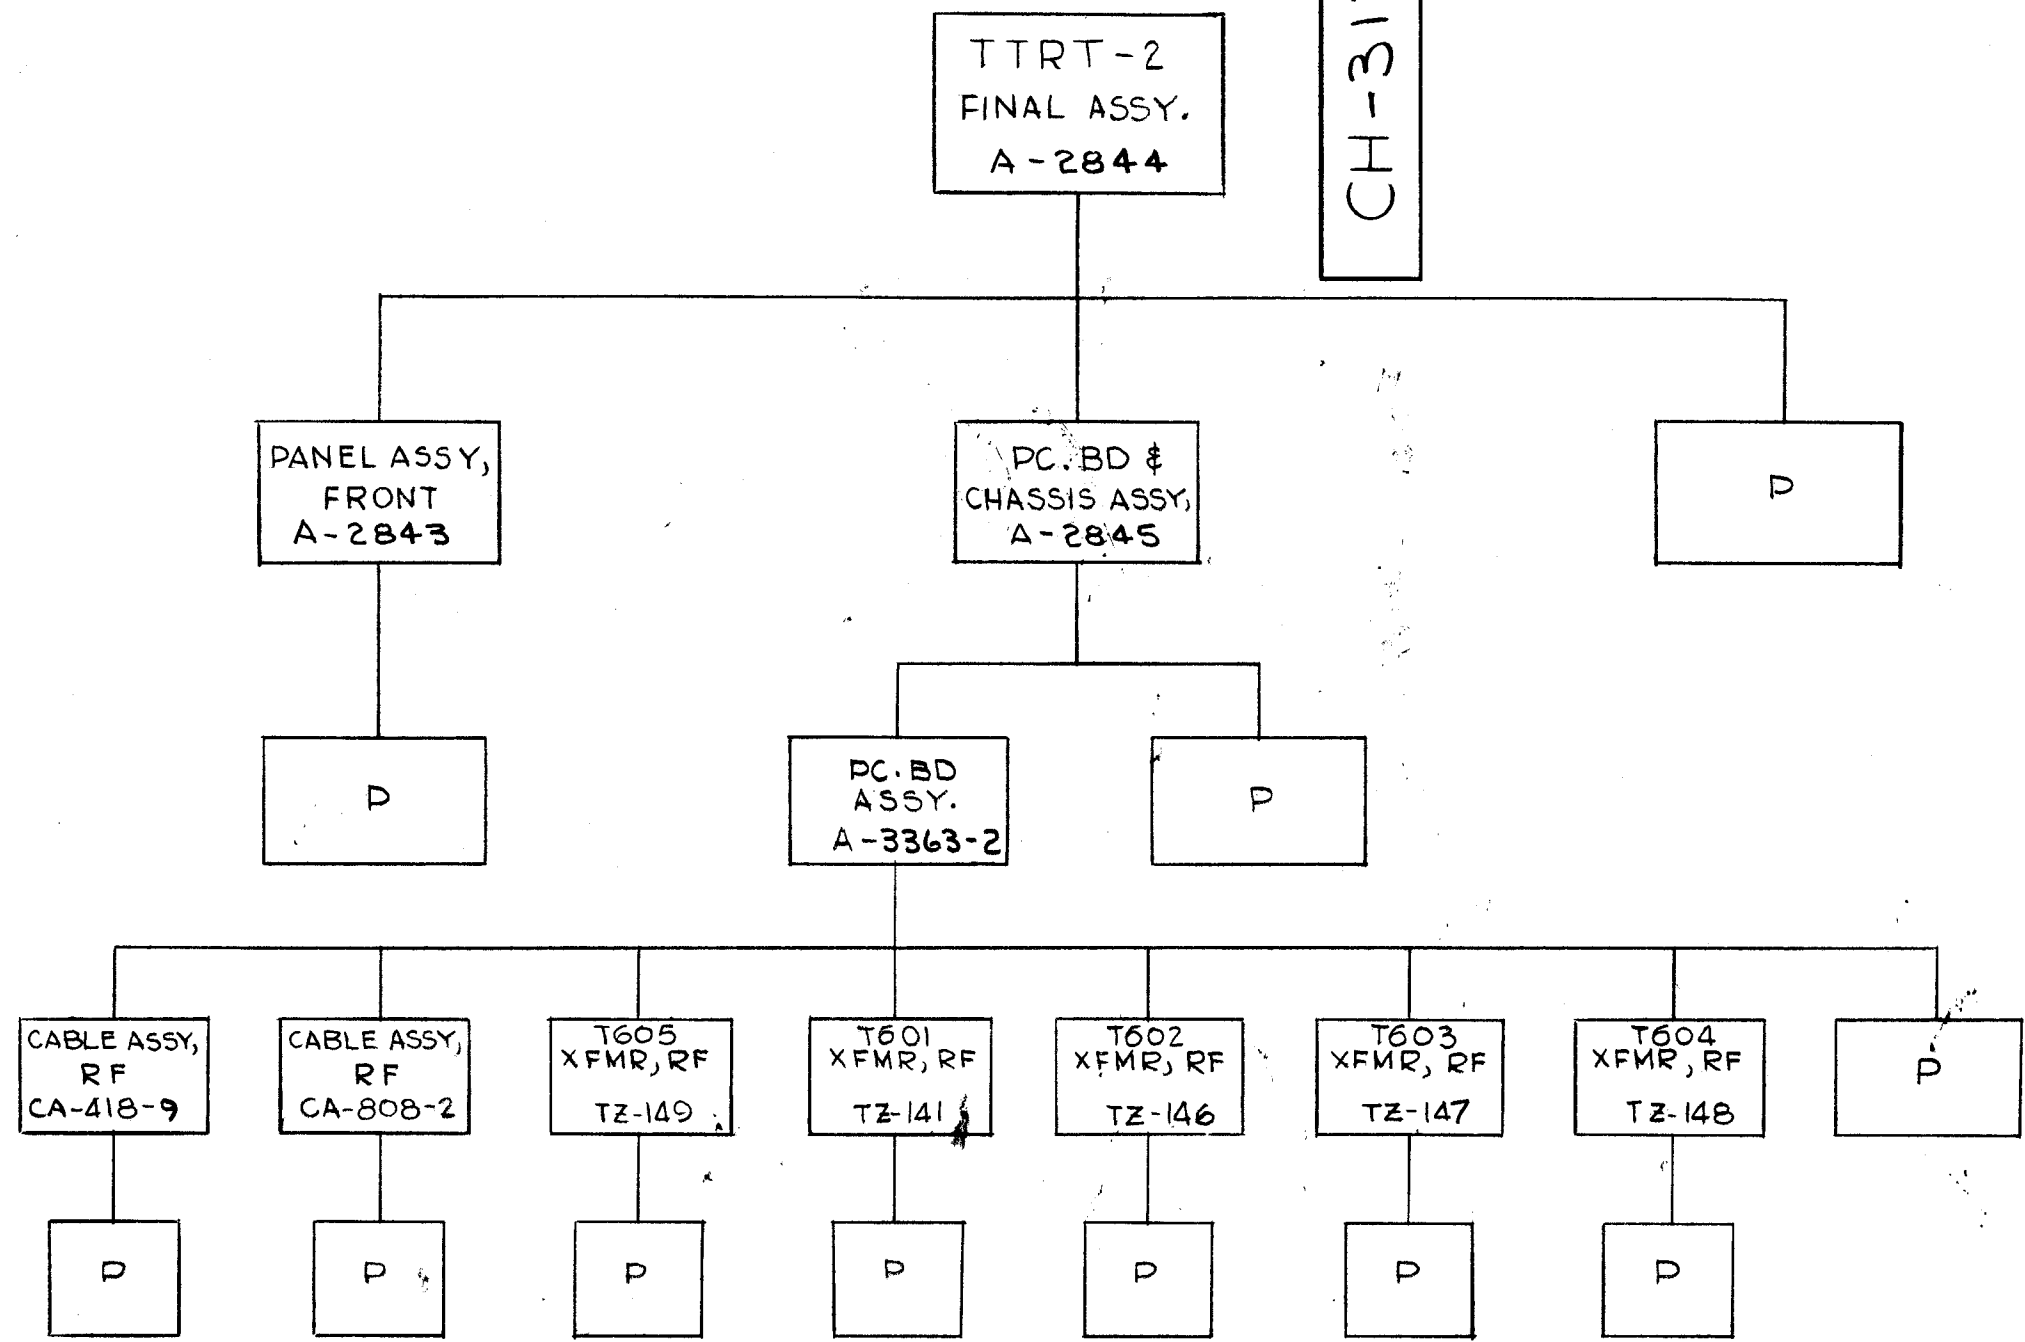 TTRT-2
FINAL ASSY.
A-2844
PANEL ASSY,
FRONT
A-2843
PC.BD &
CHASSIS ASSY,
A-2845
P
P
PC.BD
ASSY.
A-3363-2
P
CABLE ASSY,
RF
CA-418-9
CABLE ASSY,
RF
CA-808-2
T605
XFMR, RF
TZ-149
T601
XFMR, RF
TZ-141
T602
XFMR, RF
TZ-146
T603
XFMR, RF
TZ-147
T604
XFMR, RF
TZ-148
P
P
P
P
P
P
P
P